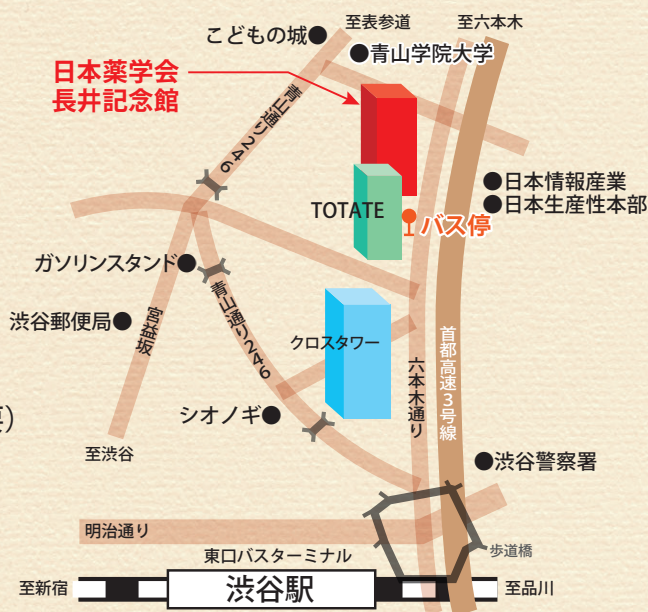 至表参道
至六本木
こどもの城●
●青山学院大学
日本薬学会
長井記念館
青山通り246
●日本情報産業
●日本生産性本部
TOTATE
バス停
ガソリンスタンド●
青山通り246
渋谷郵便局●
宮益坂
クロスタワー
首都高速3号線
六本木通り
シオノギ●
至渋谷
●渋谷警察署
明治通り
歩道橋
東口バスターミナル
至新宿
渋谷駅
至品川